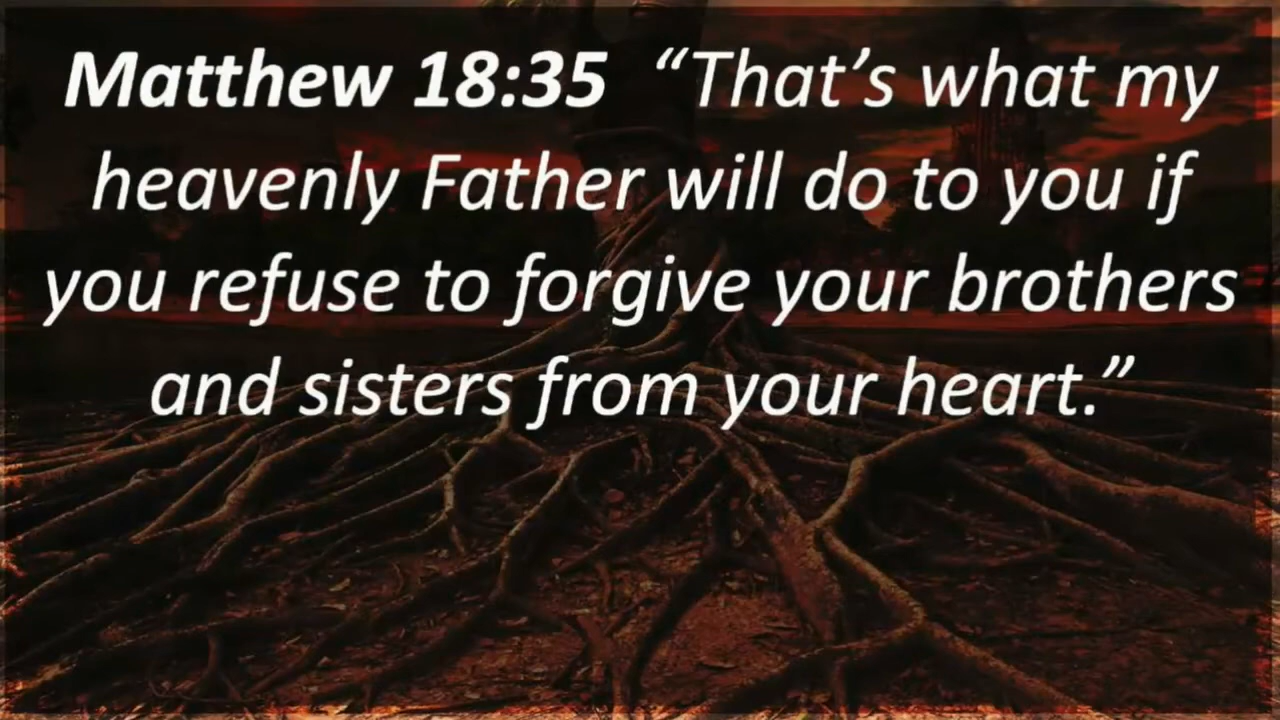 Matthew 18:35 “That’s what my
heavenly Father will do to you if
you refuse to forgive your brothers
and sisters from your heart.”